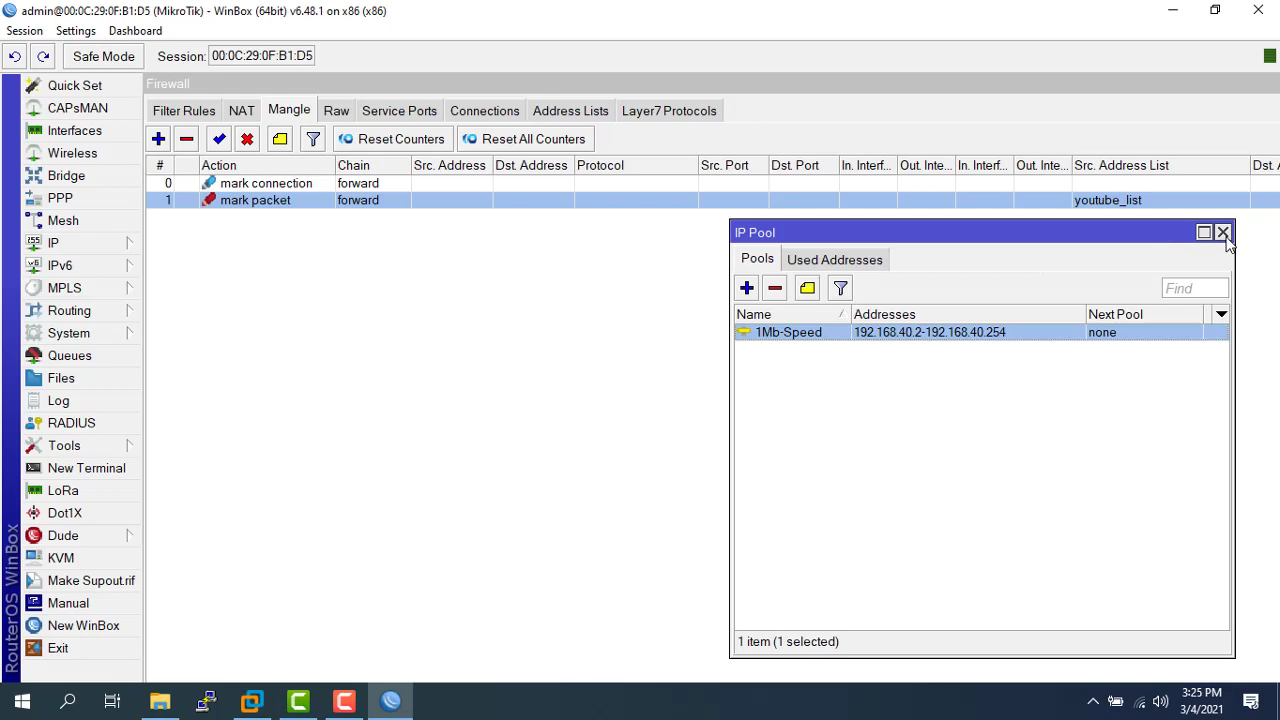 admin@00:0C:29:0F:B1:D5 (MikroTik) - WinBox (64bit) v6.48.1 on x86 (x86)
Session Settings Dashboard
Safe Mode Session: 00:0C:29:0F:B1:D5
Firewall
Filter Rules NAT Mangle Raw Service Ports Connections Address Lists Layer7 Protocols
Reset Counters Reset All Counters
# Action Chain Src. Address Dst. Address Protocol Src. Port Dst. Port In. Interf... Out. Inte... In. Interf... Out. Inte... Src. Address List Dst. A
0 mark connection forward
1 mark packet forward youtube_list
IP Pool
Pools Used Addresses
Find
Name Addresses Next Pool
1Mb-Speed 192.168.40.2-192.168.40.254 none
1 item (1 selected)
Quick Set
CAPsMAN
Interfaces
Wireless
Bridge
PPP
Mesh
IP
IPv6
MPLS
Routing
System
Queues
Files
Log
RADIUS
Tools
New Terminal
LoRa
Dot1X
Dude
KVM
Make Supout.rif
Manual
New WinBox
Exit
RouterOS WinBox
3:25 PM
3/4/2021